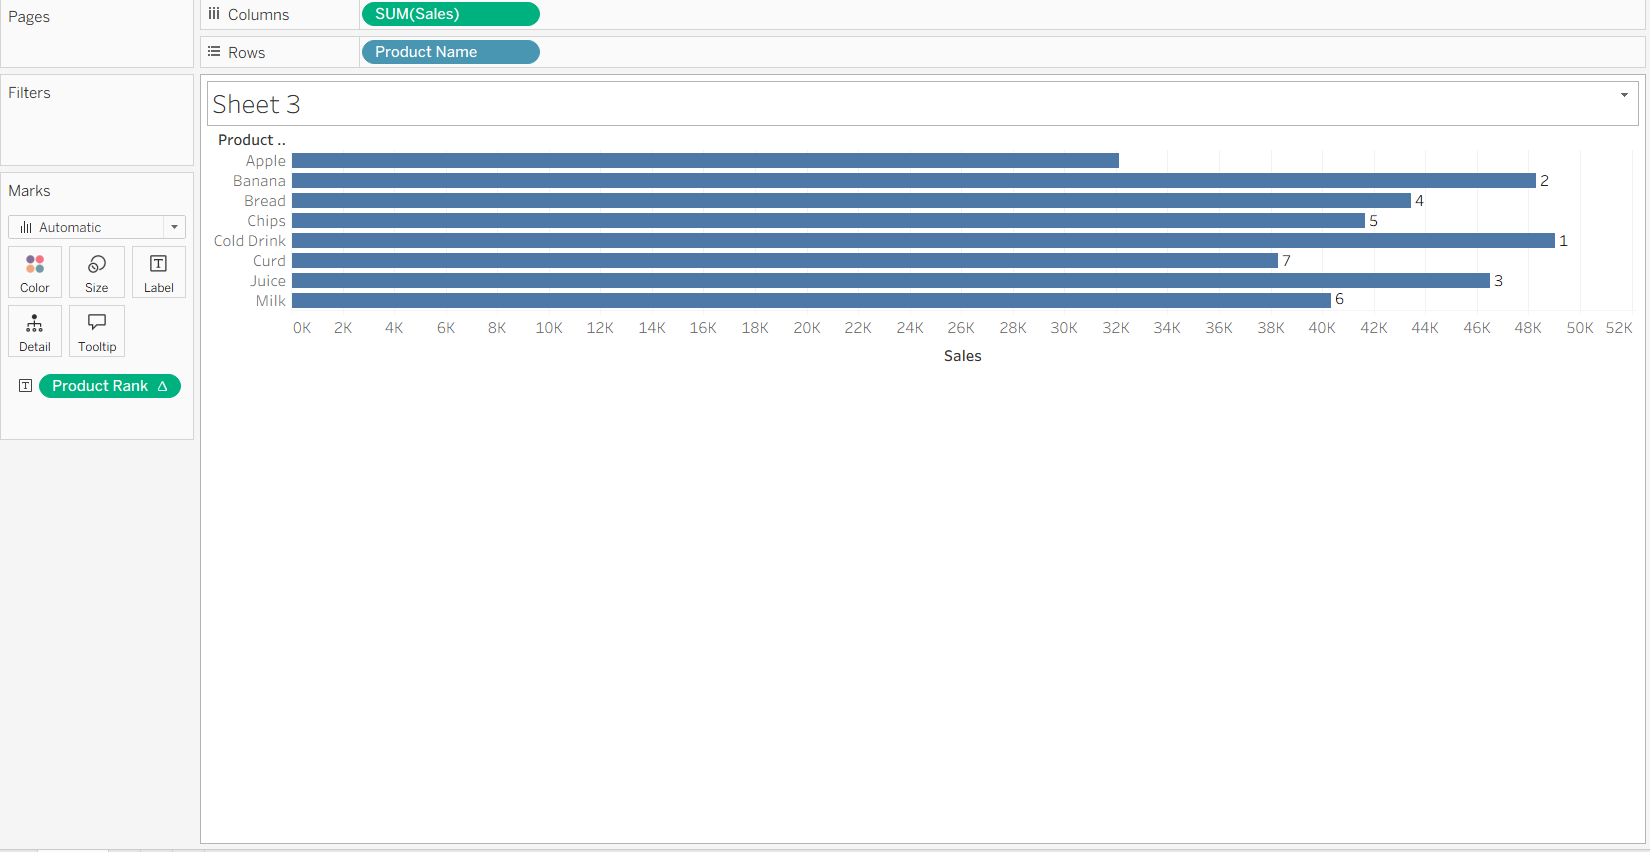 Pages
Columns
SUM(Sales)
Rows
Product Name
Filters
Sheet 3
Product ..
Apple
Banana 2
Bread 4
Chips 5
Cold Drink 1
Curd 7
Juice 3
Milk 6
0K 2K 4K 6K 8K 10K 12K 14K 16K 18K 20K 22K 24K 26K 28K 30K 32K 34K 36K 38K 40K 42K 44K 46K 48K 50K 52K
Sales
Marks
Automatic
Color Size Label
Detail Tooltip
Product Rank Δ